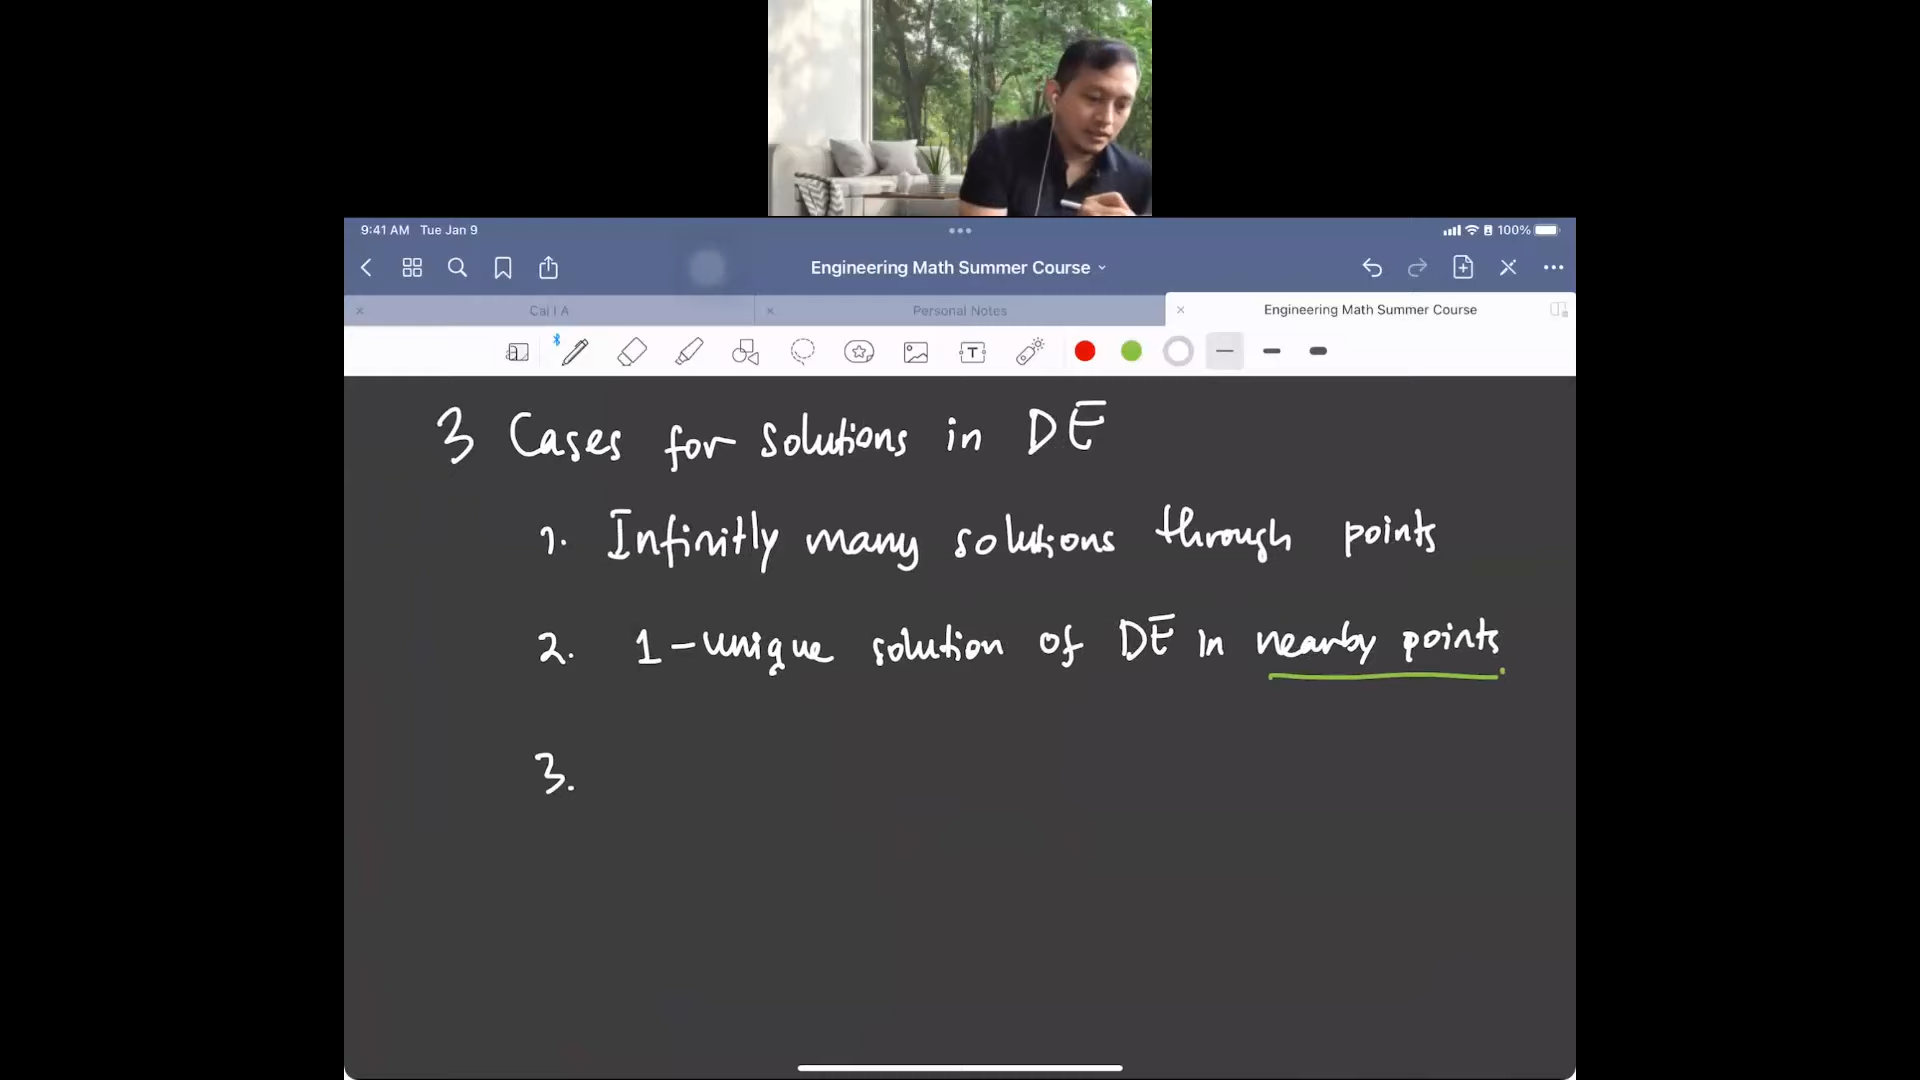 9:41 AM Tue Jan 9
100%
Engineering Math Summer Course
Cal I A
Personal Notes
Engineering Math Summer Course
3 Cases for solutions in DE
1. Infinitly many solutions through points
2. 1-unique solution of DE in nearby points.
3.